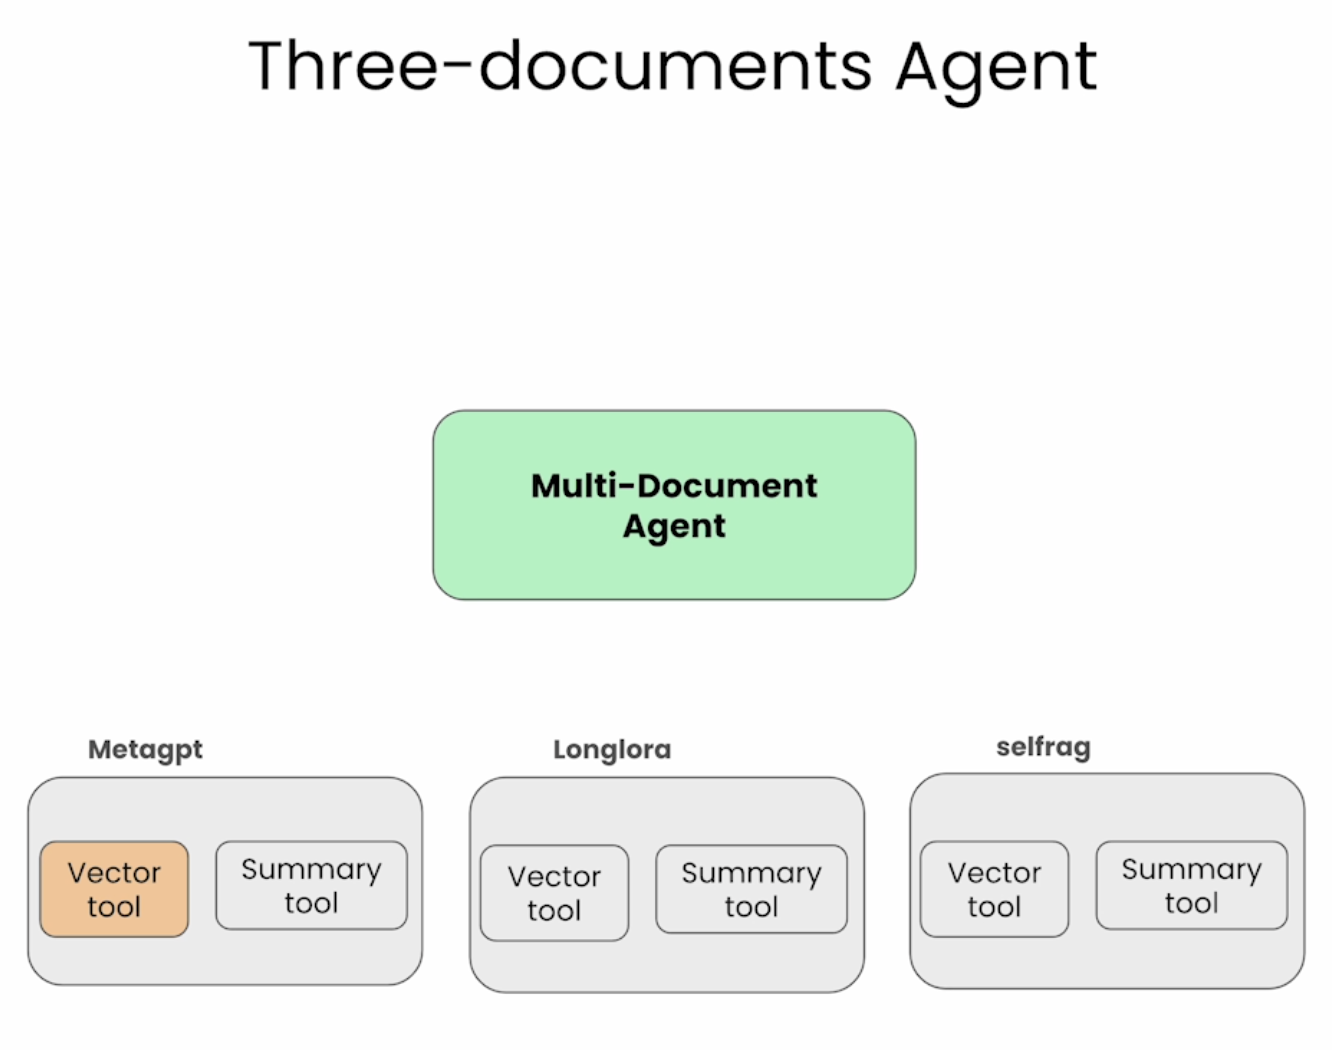 Three-documents Agent
Multi-Document
Agent
Metagpt
Vector
tool
Summary
tool
Longlora
Vector
tool
Summary
tool
selfrag
Vector
tool
Summary
tool